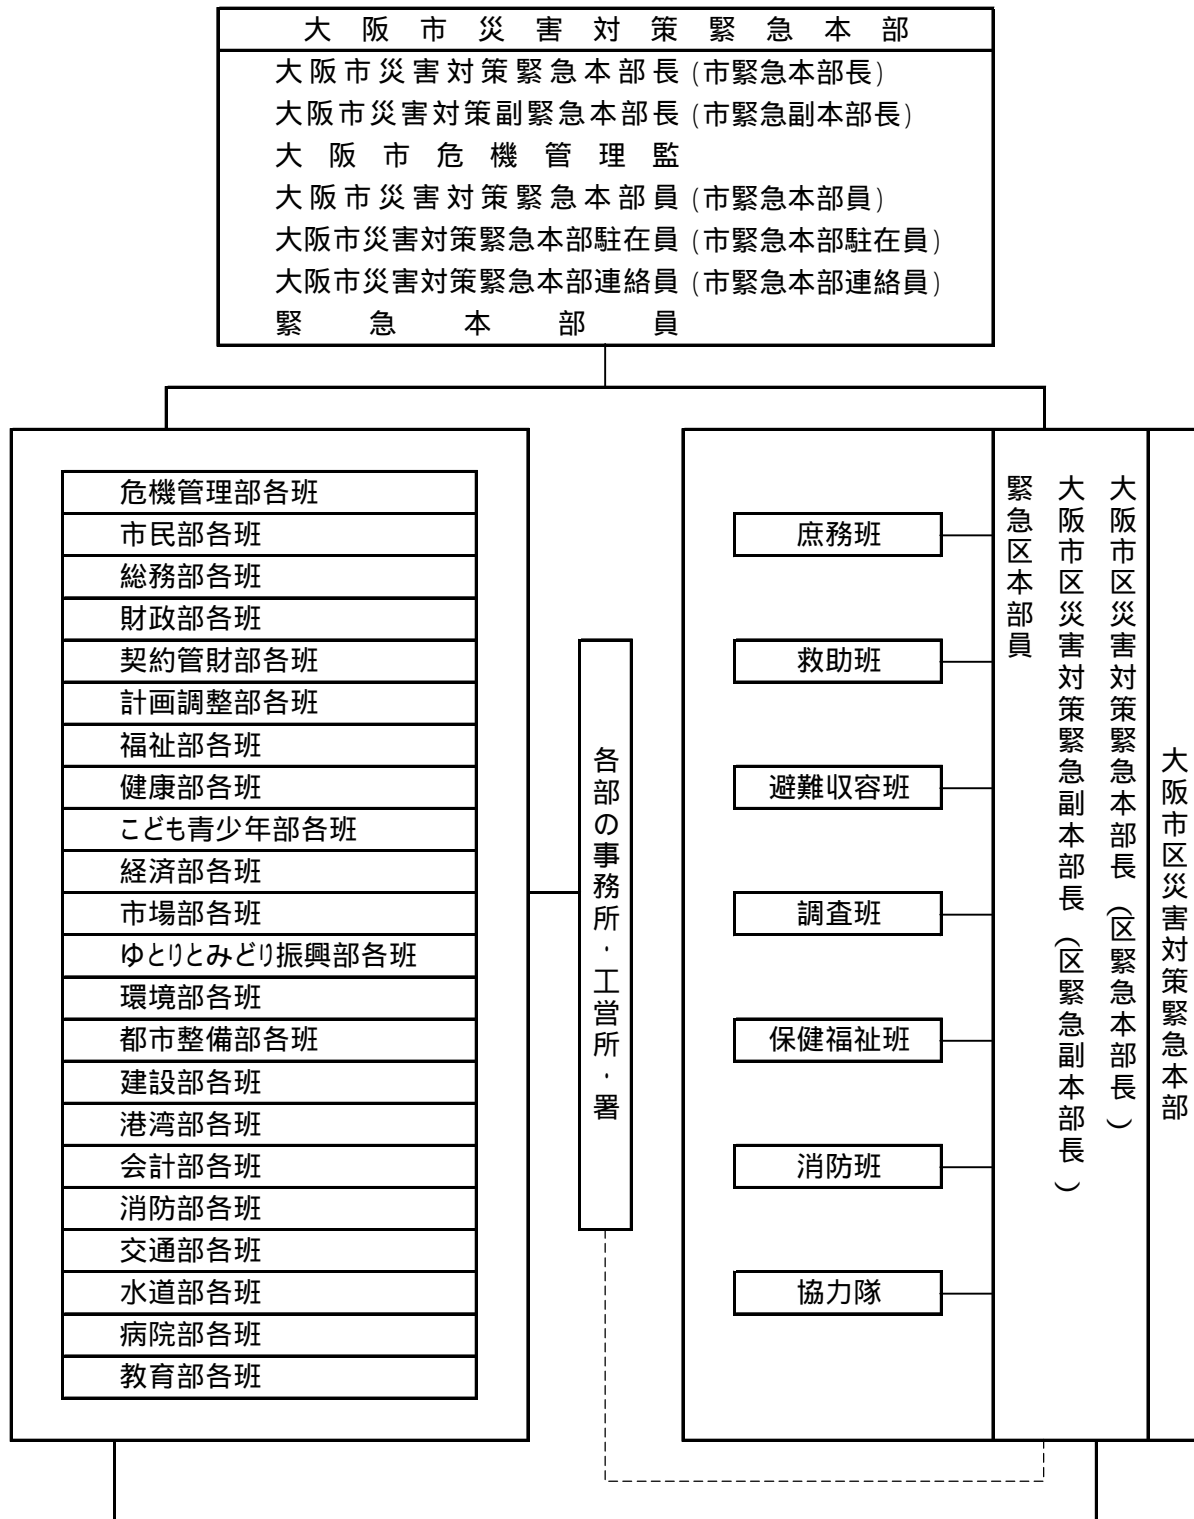 大阪市災害対策緊急本部
大阪市災害対策緊急本部長(市緊急本部長)
大阪市災害対策副緊急本部長(市緊急副本部長)
大阪市危機管理監
大阪市災害対策緊急本部員(市緊急本部員)
大阪市災害対策緊急本部駐在員(市緊急本部駐在員)
大阪市災害対策緊急本部連絡員(市緊急本部連絡員)
緊急本部員
危機管理部各班
市民部各班
総務部各班
財政部各班
契約管財部各班
計画調整部各班
福祉部各班
健康部各班
こども青少年部各班
経済部各班
市場部各班
ゆとりとみどり振興部各班
環境部各班
都市整備部各班
建設部各班
港湾部各班
会計部各班
消防部各班
交通部各班
水道部各班
病院部各班
教育部各班
各部の事務所・工営所・署
庶務班
救助班
避難収容班
調査班
保健福祉班
消防班
協力隊
大阪市区災害対策緊急本部
大阪市区災害対策緊急本部長(区緊急本部長)
大阪市区災害対策緊急副本部長(区緊急副本部長)
緊急区本部員